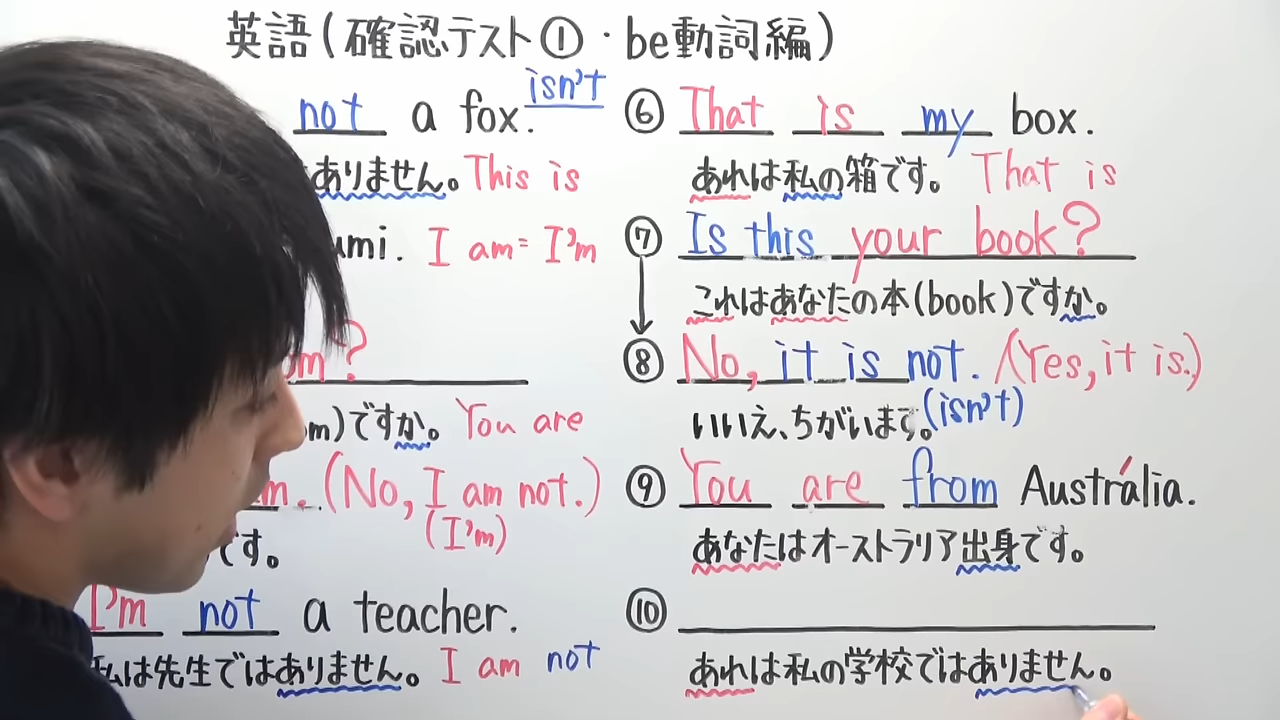 英語(確認テスト①・be動詞編)
not a fox. isn't
ありません。This is
umi. I am = I'm
om?
om)ですか。You are
m. (No, I am not.)
(I'm)
です。
I'm not a teacher.
私は先生ではありません。I am not
⑥ That is my box.
あれは私の箱です。That is
⑦ Is this your book?
これはあなたの本(book)ですか。
⑧ No, it is not. (Yes, it is.)
いいえ、ちがいます。(isn't)
⑨ You are from Australia.
あなたはオーストラリア出身です。
⑩
あれは私の学校ではありません。